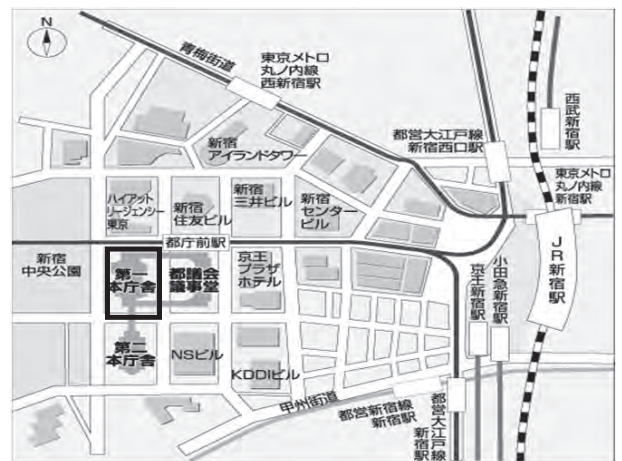 N
青梅街道
東京メトロ
丸ノ内線
西新宿駅
西武新宿駅
都営大江戸線
新宿西口駅
新宿
アイランドタワー
東京メトロ
丸ノ内線
新宿駅
ハイアット
リージェンシー
東京
新宿
住友ビル
新宿
三井ビル
新宿
センター
ビル
都庁前駅
新宿
中央公園
第一
本庁舎
都議会
議事堂
京王
プラザ
ホテル
京王新宿駅
小田急新宿駅
JR新宿駅
第二
本庁舎
NSビル
KDDIビル
甲州街道
都営新宿線
新宿駅
都営大江戸線
新宿駅